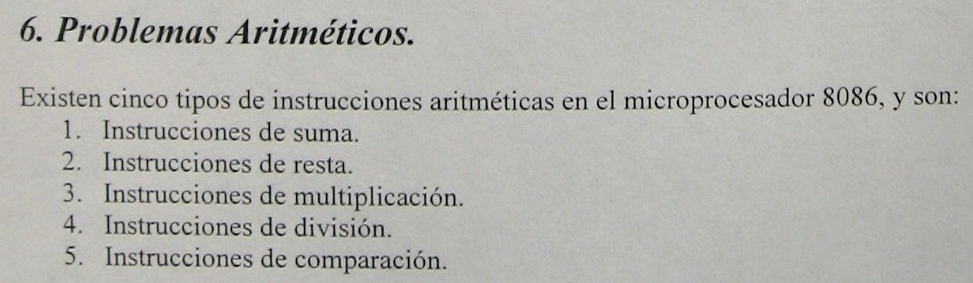 6. Problemas Aritméticos.
Existen cinco tipos de instrucciones aritméticas en el microprocesador 8086, y son:
1. Instrucciones de suma.
2. Instrucciones de resta.
3. Instrucciones de multiplicación.
4. Instrucciones de división.
5. Instrucciones de comparación.